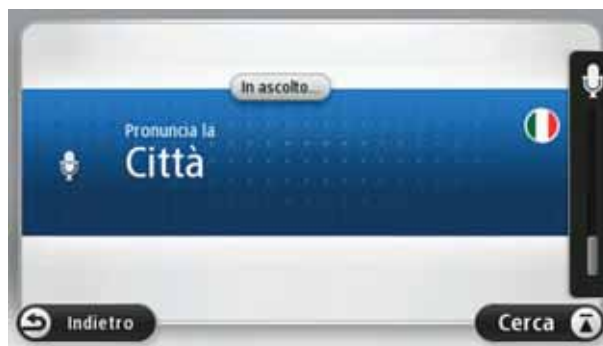 In ascolto...
Pronuncia la
Città
Indietro
Cerca